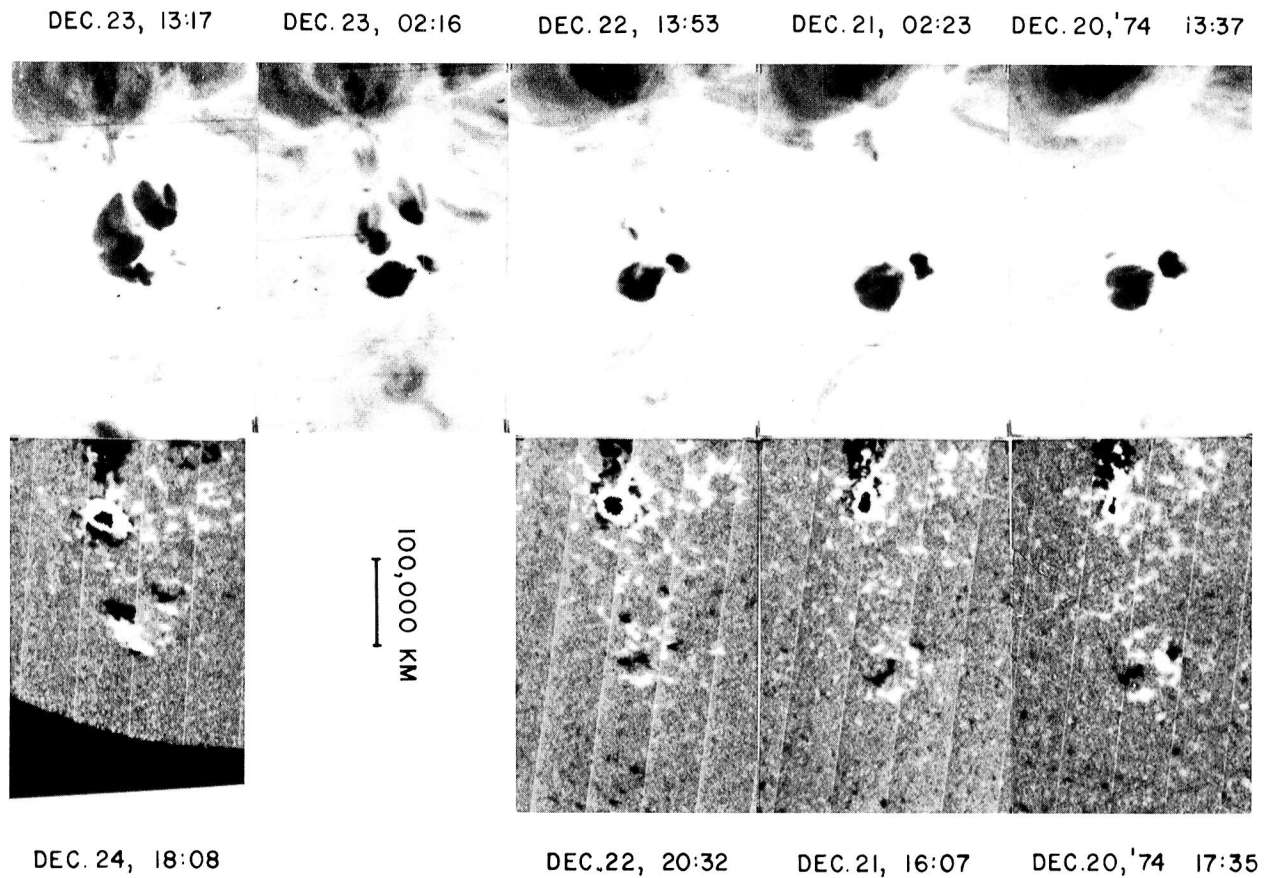 DEC. 23, 13:17
DEC. 23, 02:16
DEC. 22, 13:53
DEC. 21, 02:23
DEC. 20,'74 13:37
100,000 KM
DEC. 24, 18:08
DEC. 22, 20:32
DEC. 21, 16:07
DEC.20,'74 17:35